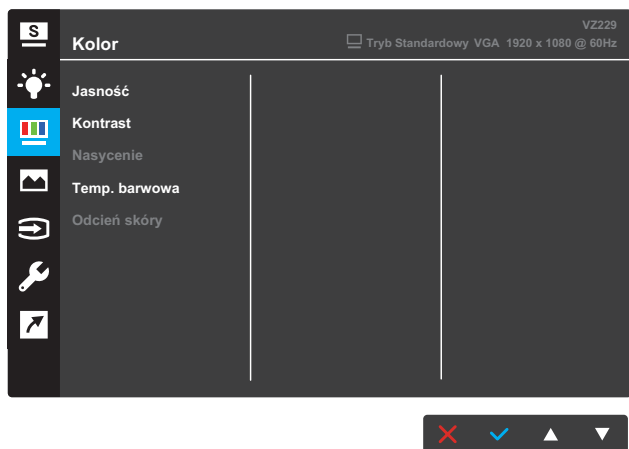 S
VZ229
Kolor
Tryb Standardowy VGA 1920 x 1080 @ 60Hz
Jasność
Kontrast
Nasycenie
Temp. barwowa
Odcień skóry